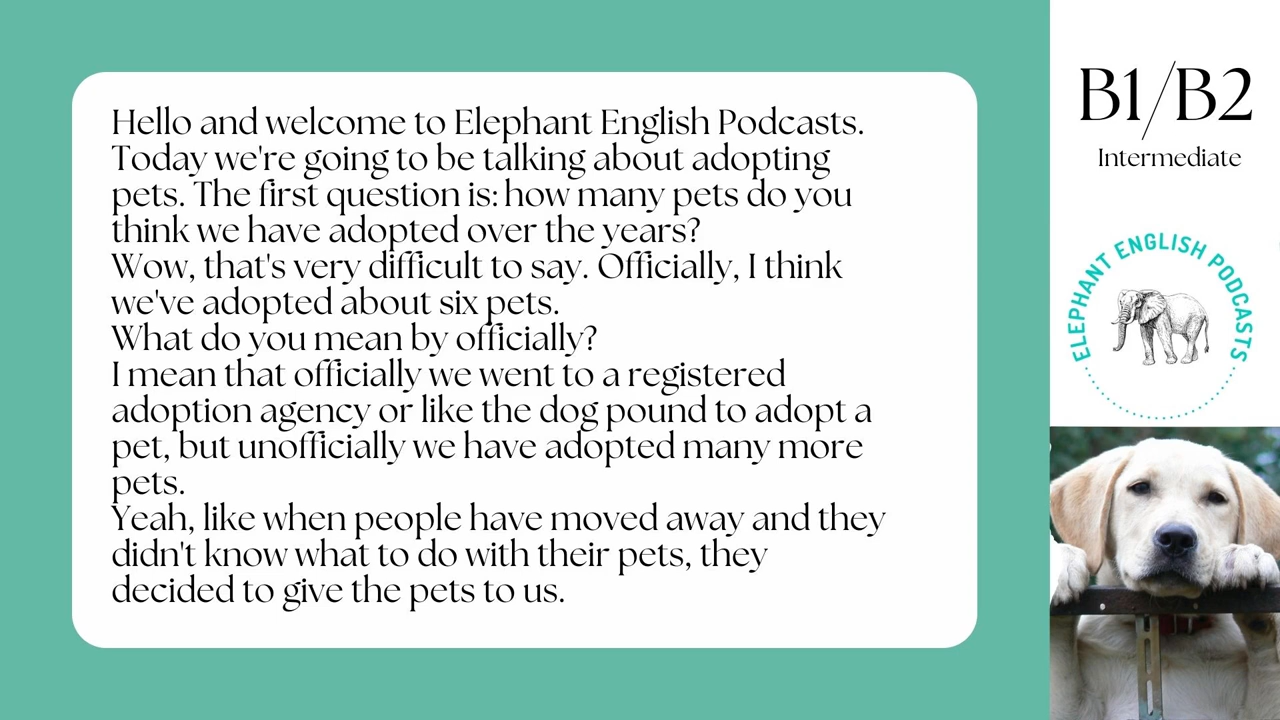 Hello and welcome to Elephant English Podcasts.
Today we're going to be talking about adopting
pets. The first question is: how many pets do you
think we have adopted over the years?
Wow, that's very difficult to say. Officially, I think
we've adopted about six pets.
What do you mean by officially?
I mean that officially we went to a registered
adoption agency or like the dog pound to adopt a
pet, but unofficially we have adopted many more
pets.
Yeah, like when people have moved away and they
didn't know what to do with their pets, they
decided to give the pets to us.
B1/B2
Intermediate
ELEPHANT ENGLISH PODCASTS